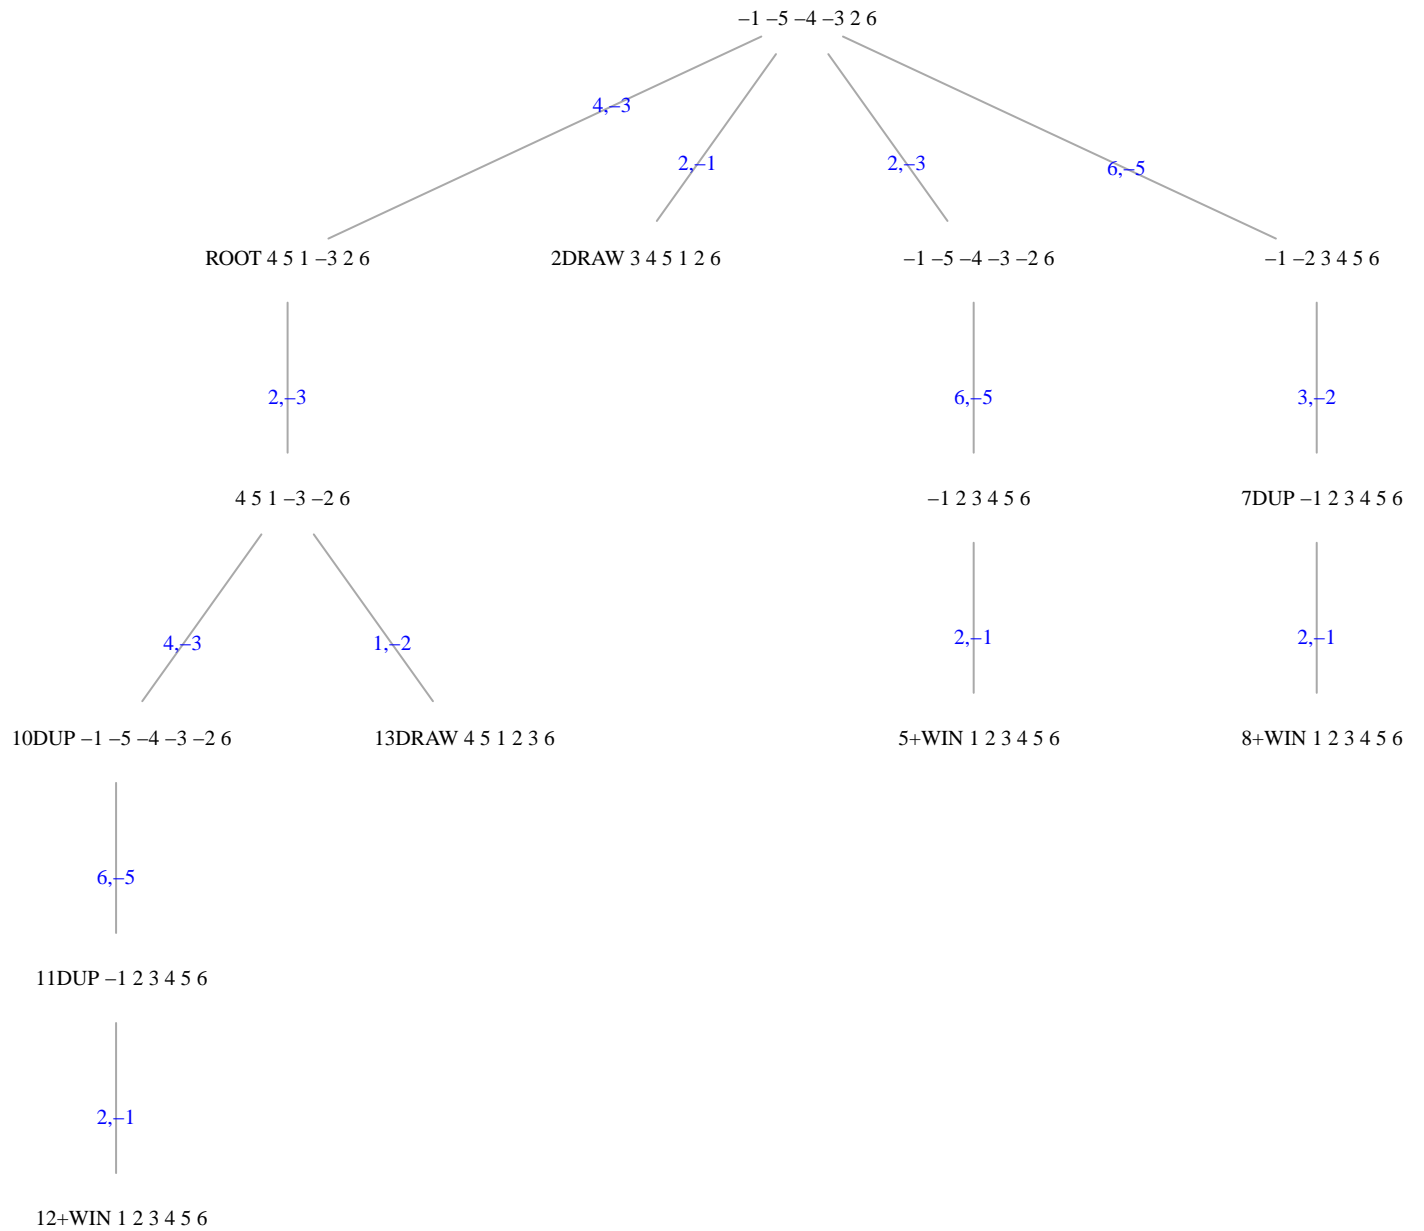 –1 –5 –4 –3 2 6
4,–3
2,–1
2,–3
6,–5
ROOT 4 5 1 –3 2 6
2DRAW 3 4 5 1 2 6
–1 –5 –4 –3 –2 6
–1 –2 3 4 5 6
2,–3
6,–5
3,–2
4 5 1 –3 –2 6
–1 2 3 4 5 6
7DUP –1 2 3 4 5 6
4,–3
1,–2
2,–1
2,–1
10DUP –1 –5 –4 –3 –2 6
13DRAW 4 5 1 2 3 6
5+WIN 1 2 3 4 5 6
8+WIN 1 2 3 4 5 6
6,–5
11DUP –1 2 3 4 5 6
2,–1
12+WIN 1 2 3 4 5 6